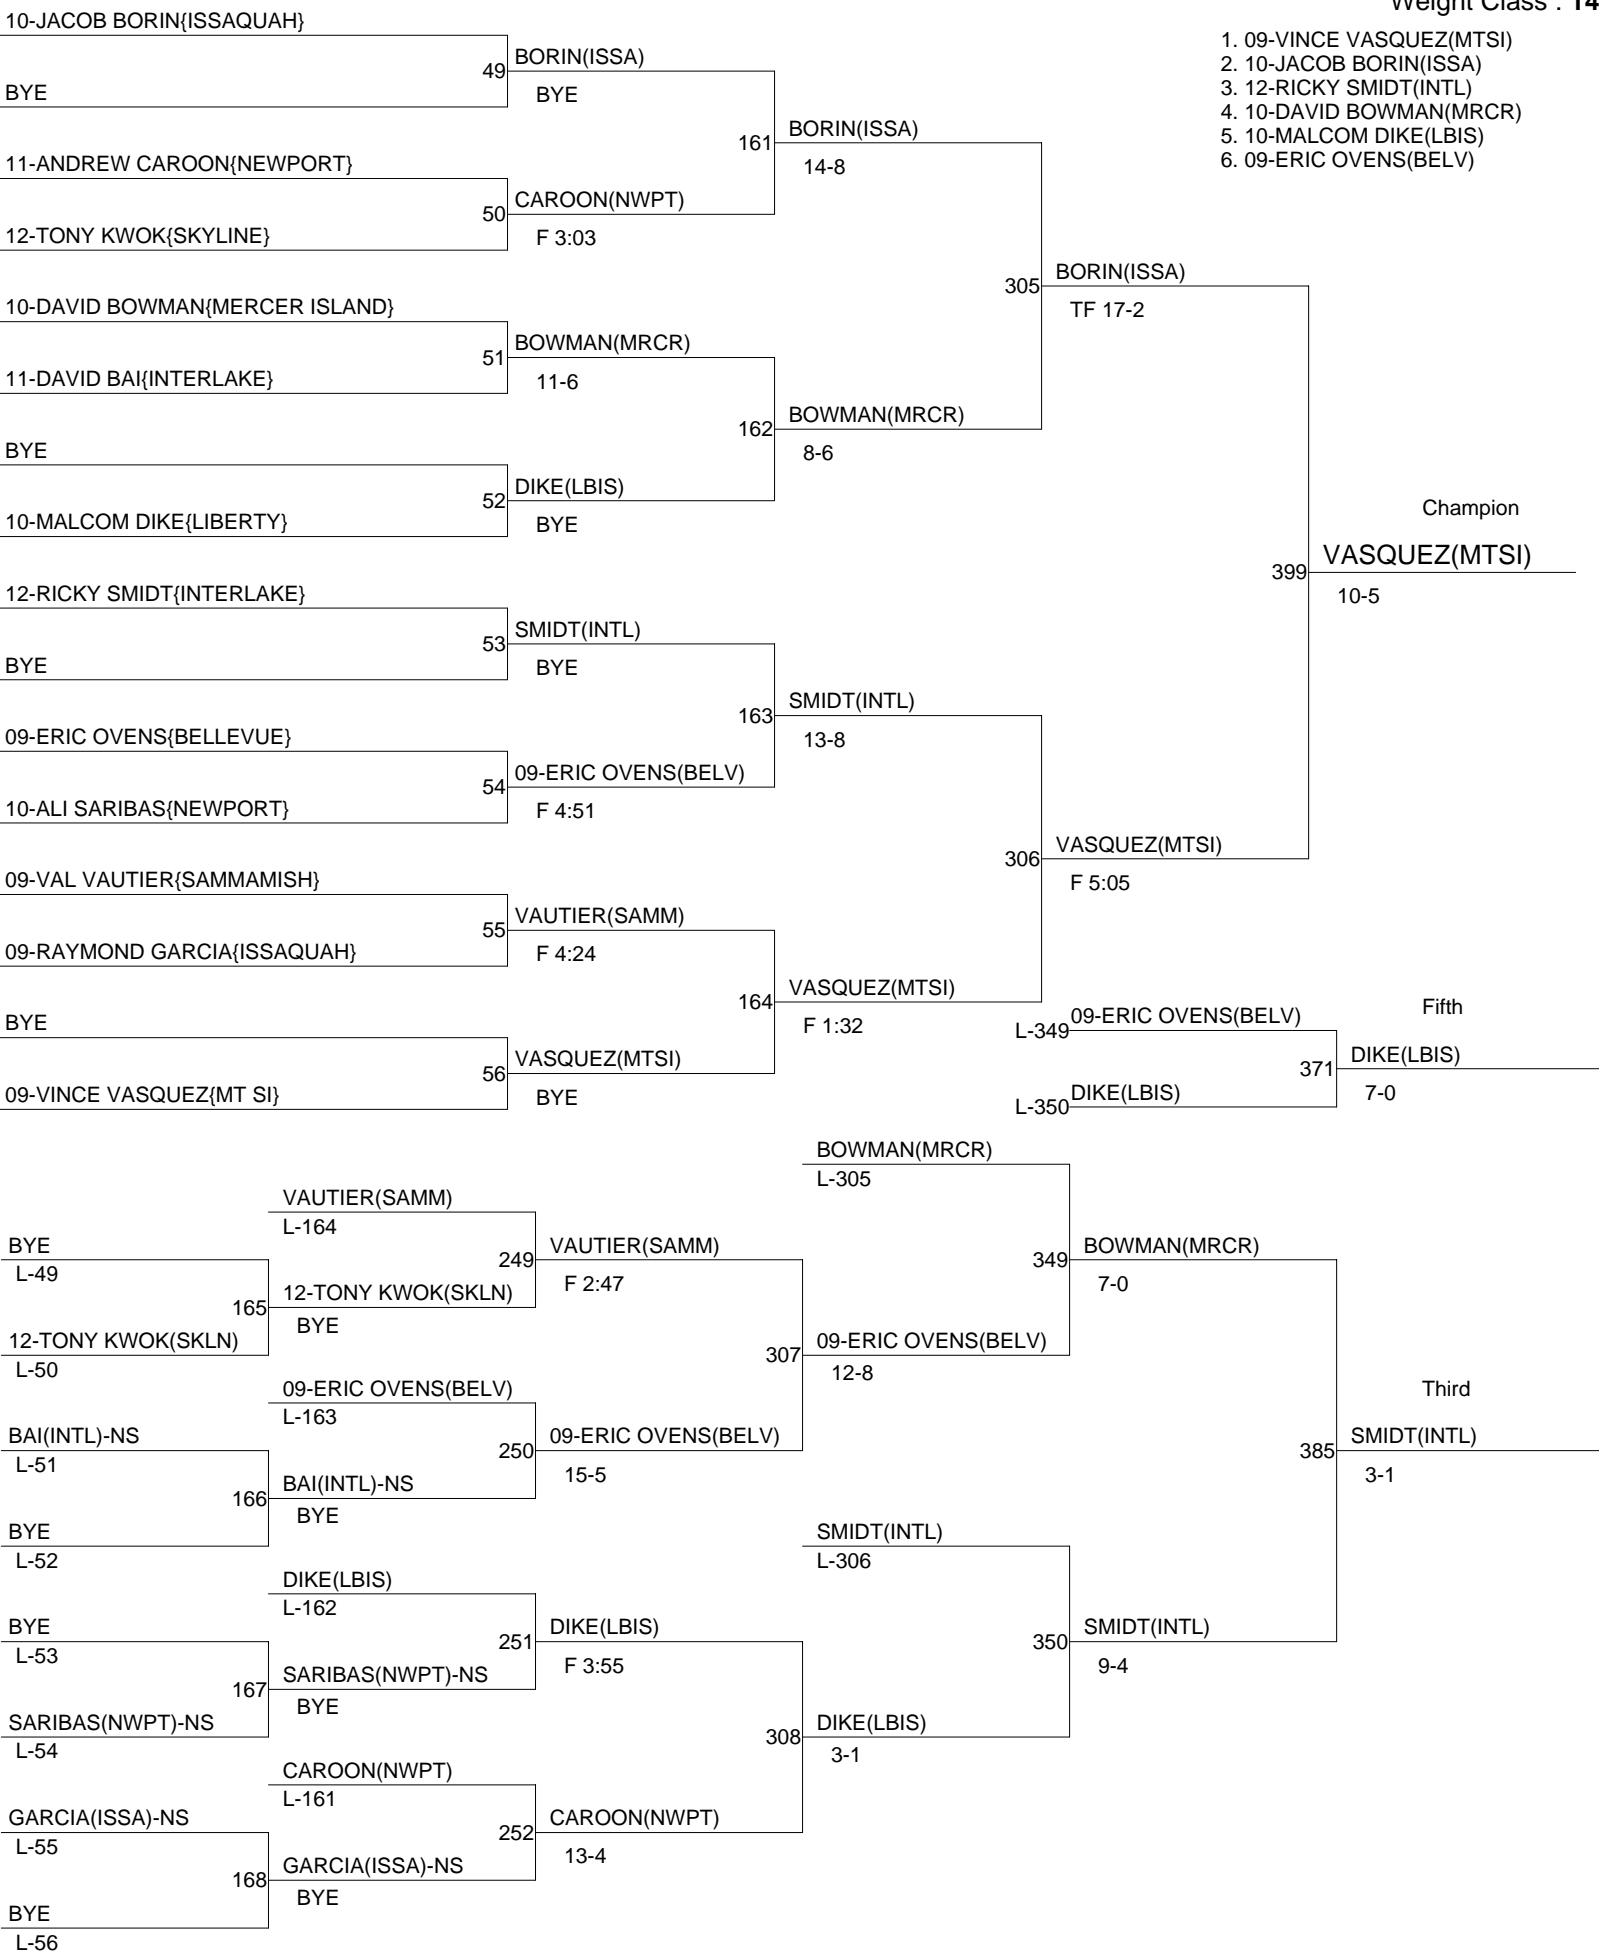 Weight Class : 14
1. 09-VINCE VASQUEZ(MTSI)
2. 10-JACOB BORIN(ISSA)
3. 12-RICKY SMIDT(INTL)
4. 10-DAVID BOWMAN(MRCR)
5. 10-MALCOM DIKE(LBIS)
6. 09-ERIC OVENS(BELV)
10-JACOB BORIN{ISSAQUAH}
BYE
11-ANDREW CAROON{NEWPORT}
12-TONY KWOK{SKYLINE}
10-DAVID BOWMAN{MERCER ISLAND}
11-DAVID BAI{INTERLAKE}
BYE
10-MALCOM DIKE{LIBERTY}
12-RICKY SMIDT{INTERLAKE}
BYE
09-ERIC OVENS{BELLEVUE}
10-ALI SARIBAS{NEWPORT}
09-VAL VAUTIER{SAMMAMISH}
09-RAYMOND GARCIA{ISSAQUAH}
BYE
09-VINCE VASQUEZ{MT SI}
49
BORIN(ISSA)
BYE
50
CAROON(NWPT)
F 3:03
51
BOWMAN(MRCR)
11-6
52
DIKE(LBIS)
BYE
53
SMIDT(INTL)
BYE
54
09-ERIC OVENS(BELV)
F 4:51
55
VAUTIER(SAMM)
F 4:24
56
VASQUEZ(MTSI)
BYE
161
BORIN(ISSA)
14-8
162
BOWMAN(MRCR)
8-6
163
SMIDT(INTL)
13-8
164
VASQUEZ(MTSI)
F 1:32
305
BORIN(ISSA)
TF 17-2
306
VASQUEZ(MTSI)
F 5:05
Champion
399
VASQUEZ(MTSI)
10-5
Fifth
L-349
09-ERIC OVENS(BELV)
L-350
DIKE(LBIS)
371
DIKE(LBIS)
7-0
BYE
L-49
12-TONY KWOK(SKLN)
L-50
BAI(INTL)-NS
L-51
BYE
L-52
BYE
L-53
SARIBAS(NWPT)-NS
L-54
GARCIA(ISSA)-NS
L-55
BYE
L-56
VAUTIER(SAMM)
L-164
165
12-TONY KWOK(SKLN)
BYE
09-ERIC OVENS(BELV)
L-163
166
BAI(INTL)-NS
BYE
DIKE(LBIS)
L-162
167
SARIBAS(NWPT)-NS
BYE
CAROON(NWPT)
L-161
168
GARCIA(ISSA)-NS
BYE
249
VAUTIER(SAMM)
F 2:47
250
09-ERIC OVENS(BELV)
15-5
251
DIKE(LBIS)
F 3:55
252
CAROON(NWPT)
13-4
BOWMAN(MRCR)
L-305
307
09-ERIC OVENS(BELV)
12-8
SMIDT(INTL)
L-306
308
DIKE(LBIS)
3-1
349
BOWMAN(MRCR)
7-0
350
SMIDT(INTL)
9-4
Third
385
SMIDT(INTL)
3-1